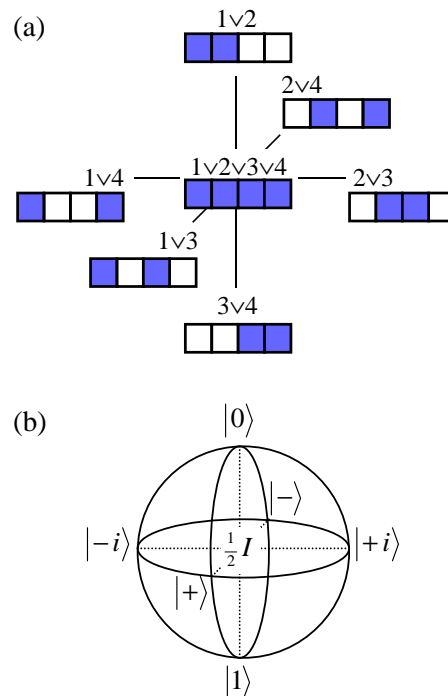 (a)
1∨2
2∨4
1∨4
1∨2∨3∨4
2∨3
1∨3
3∨4
(b)
|0⟩
|−⟩
|−i⟩
½I
|+i⟩
|+⟩
|1⟩